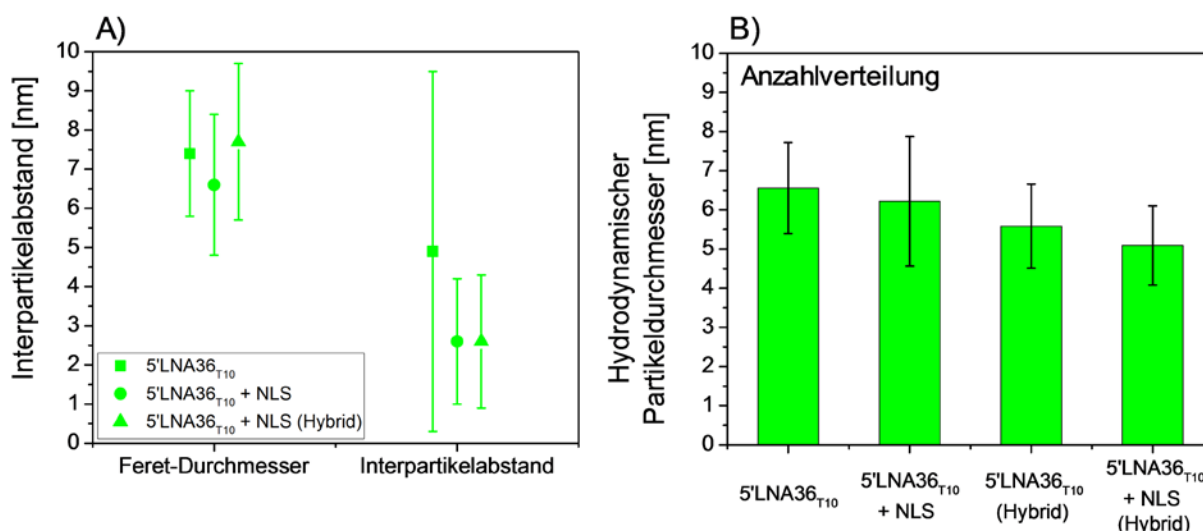 A)
Interpartikelabstand [nm]
10
9
8
7
6
5
4
3
2
1
0
5'LNA36T10
5'LNA36T10 + NLS
5'LNA36T10 + NLS (Hybrid)
Feret-Durchmesser
Interpartikelabstand
B)
Anzahlverteilung
Hydrodynamischer
Partikeldurchmesser [nm]
10
9
8
7
6
5
4
3
2
1
0
5'LNA36T10
5'LNA36T10
+ NLS
5'LNA36T10
(Hybrid)
5'LNA36T10
+ NLS
(Hybrid)